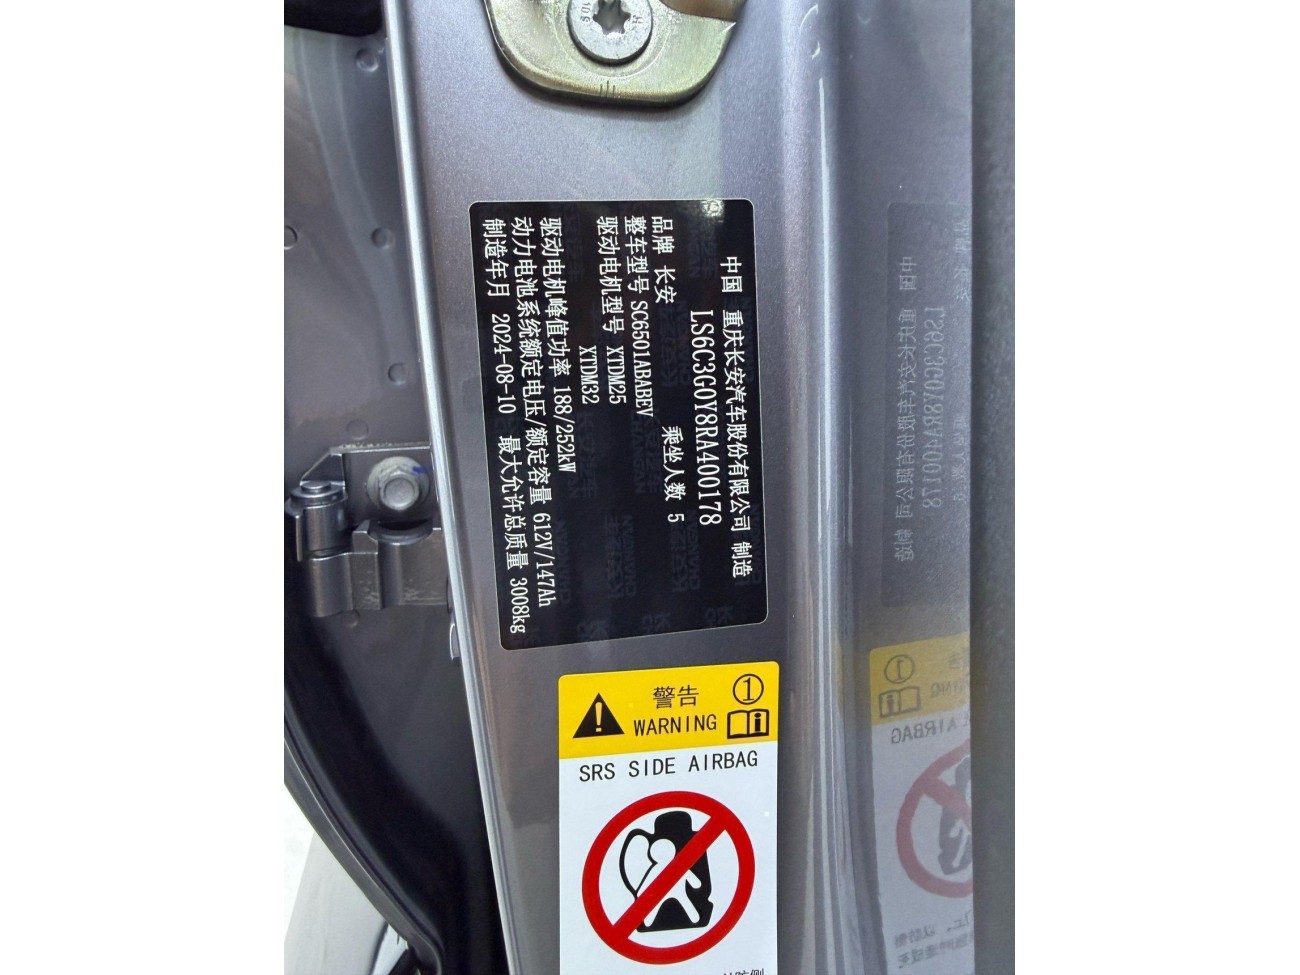 中国 重庆长安汽车股份有限公司 制造
LS6C3G0Y8RA400178
品牌 长安 乘坐人数 5
整车型号 SC6501ABABEV
驱动电机型号 XTDM25
XTDM32
驱动电机峰值功率 188/252kW
动力电池系统额定电压/额定容量 612V/147Ah
制造年月 2024-08-10 最大允许总质量 3008kg
警告 1
WARNING
SRS SIDE AIRBAG